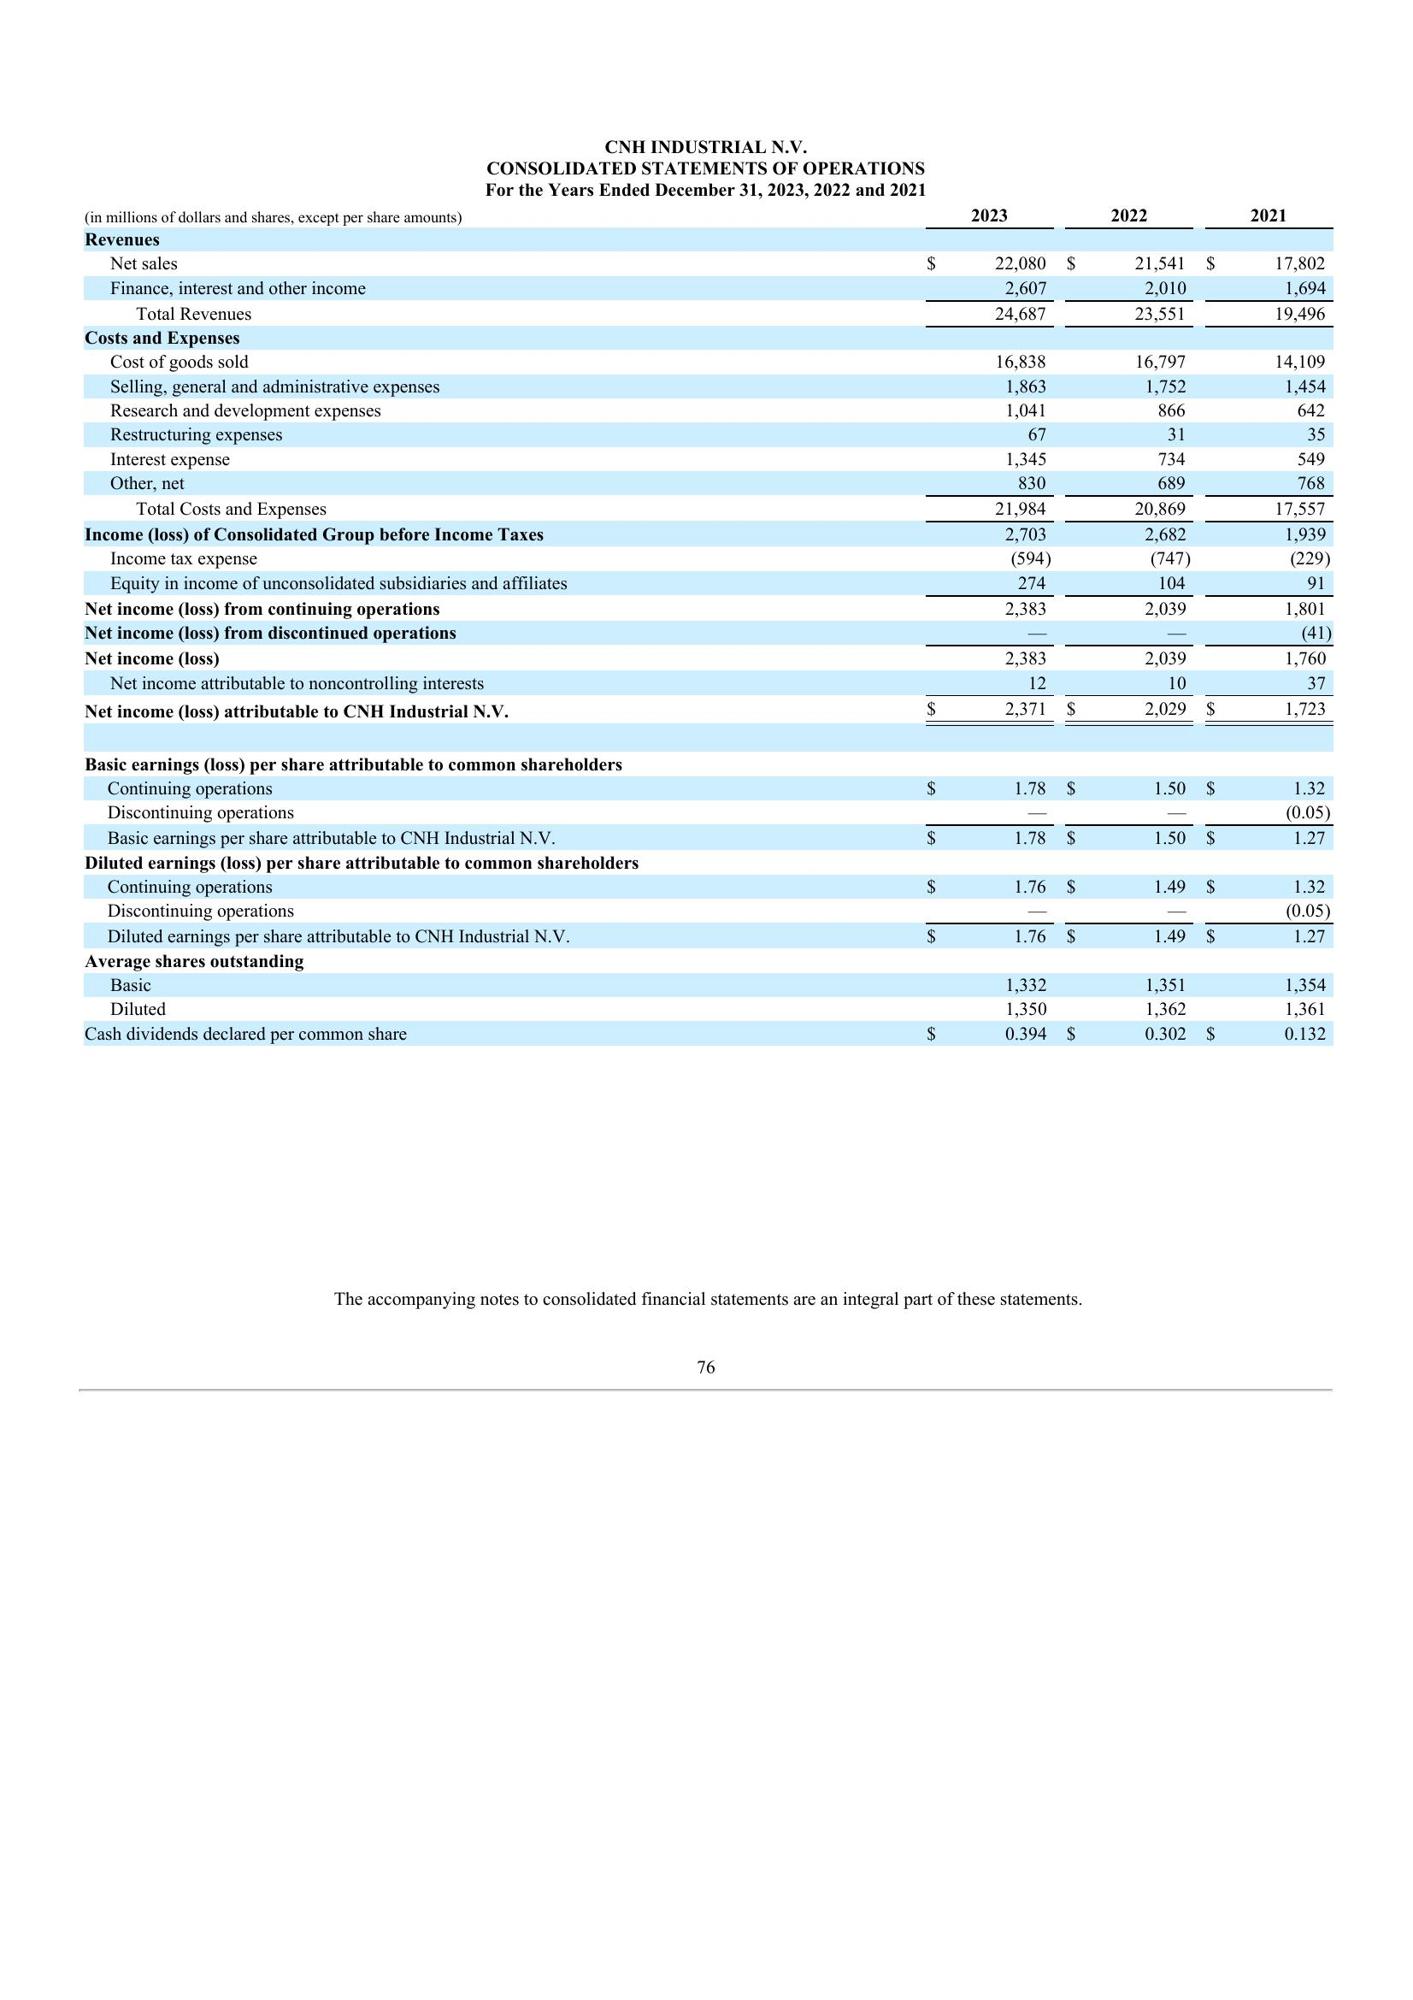 CNH INDUSTRIAL N.V.
CONSOLIDATED STATEMENTS OF OPERATIONS
For the Years Ended December 31, 2023, 2022 and 2021
(in millions of dollars and shares, except per share amounts) 2023 2022 2021
Revenues
Net sales $ 22,080 $ 21,541 $ 17,802
Finance, interest and other income 2,607 2,010 1,694
Total Revenues 24,687 23,551 19,496
Costs and Expenses
Cost of goods sold 16,838 16,797 14,109
Selling, general and administrative expenses 1,863 1,752 1,454
Research and development expenses 1,041 866 642
Restructuring expenses 67 31 35
Interest expense 1,345 734 549
Other, net 830 689 768
Total Costs and Expenses 21,984 20,869 17,557
Income (loss) of Consolidated Group before Income Taxes 2,703 2,682 1,939
Income tax expense (594) (747) (229)
Equity in income of unconsolidated subsidiaries and affiliates 274 104 91
Net income (loss) from continuing operations 2,383 2,039 1,801
Net income (loss) from discontinued operations — — (41)
Net income (loss) 2,383 2,039 1,760
Net income attributable to noncontrolling interests 12 10 37
Net income (loss) attributable to CNH Industrial N.V. $ 2,371 $ 2,029 $ 1,723
Basic earnings (loss) per share attributable to common shareholders
Continuing operations $ 1.78 $ 1.50 $ 1.32
Discontinuing operations — — (0.05)
Basic earnings per share attributable to CNH Industrial N.V. $ 1.78 $ 1.50 $ 1.27
Diluted earnings (loss) per share attributable to common shareholders
Continuing operations $ 1.76 $ 1.49 $ 1.32
Discontinuing operations — — (0.05)
Diluted earnings per share attributable to CNH Industrial N.V. $ 1.76 $ 1.49 $ 1.27
Average shares outstanding
Basic 1,332 1,351 1,354
Diluted 1,350 1,362 1,361
Cash dividends declared per common share $ 0.394 $ 0.302 $ 0.132
The accompanying notes to consolidated financial statements are an integral part of these statements.
76